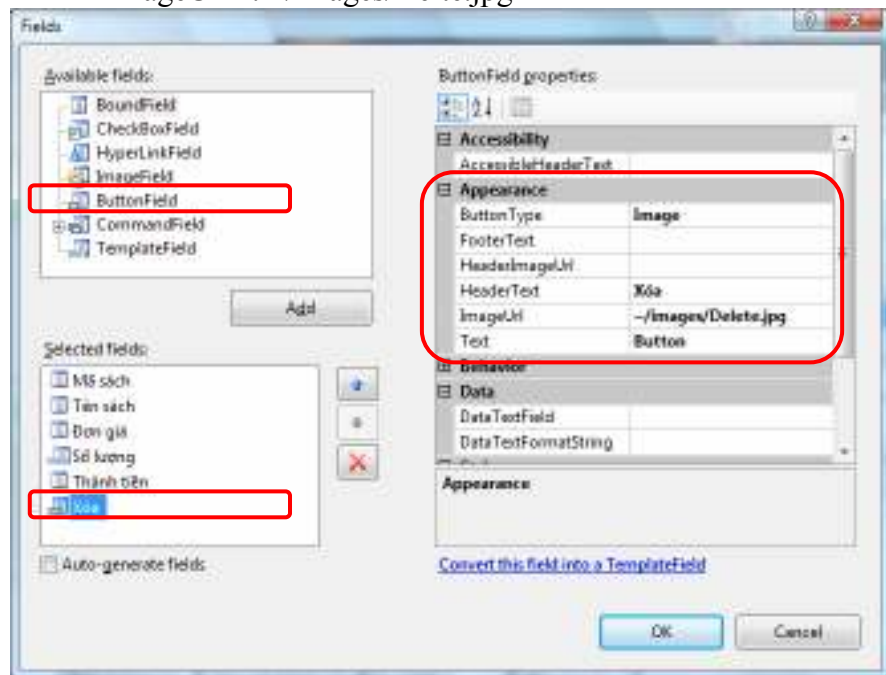 Fields
Available fields:
BoundField
CheckBoxField
HyperLinkField
ImageField
ButtonField
CommandField
TemplateField
Add
Selected fields:
Mã sách
Tên sách
Đơn giá
Số lượng
Thành tiền
Xóa
Auto-generate fields
ButtonField properties:
Accessibility
AccessibleHeaderText
Appearance
ButtonType Image
FooterText
HeaderImageUrl
HeaderText Xóa
ImageUrl ~/images/Delete.jpg
Text Button
Behavior
Data
DataTextField
DataTextFormatString
Appearance
Convert this field into a TemplateField
OK
Cancel